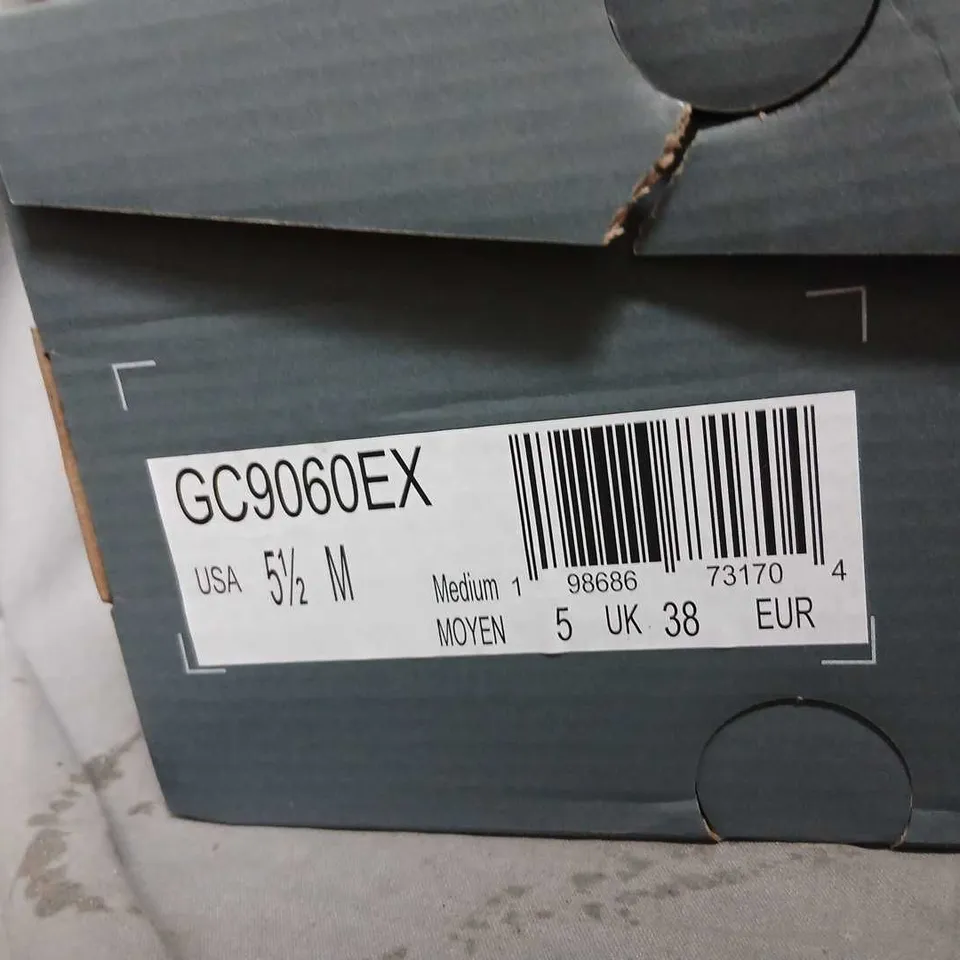 GC9060EX
USA 5½ M
Medium 1 98686 73170 4
MOYEN 5 UK 38 EUR